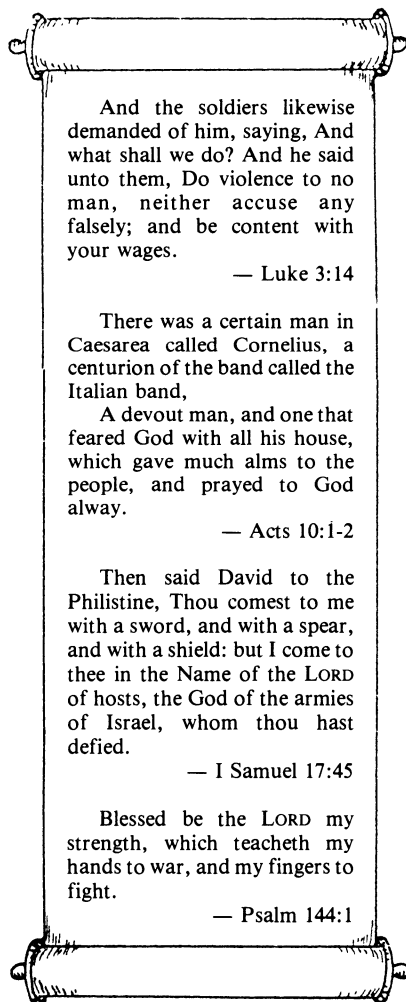 And the soldiers likewise
demanded of him, saying, And
what shall we do? And he said
unto them, Do violence to no
man, neither accuse any
falsely; and be content with
your wages.
— Luke 3:14
There was a certain man in
Caesarea called Cornelius, a
centurion of the band called the
Italian band,
A devout man, and one that
feared God with all his house,
which gave much alms to the
people, and prayed to God
alway.
— Acts 10:1-2
Then said David to the
Philistine, Thou comest to me
with a sword, and with a spear,
and with a shield: but I come to
thee in the Name of the LORD
of hosts, the God of the armies
of Israel, whom thou hast
defied.
— I Samuel 17:45
Blessed be the LORD my
strength, which teacheth my
hands to war, and my fingers to
fight.
— Psalm 144:1